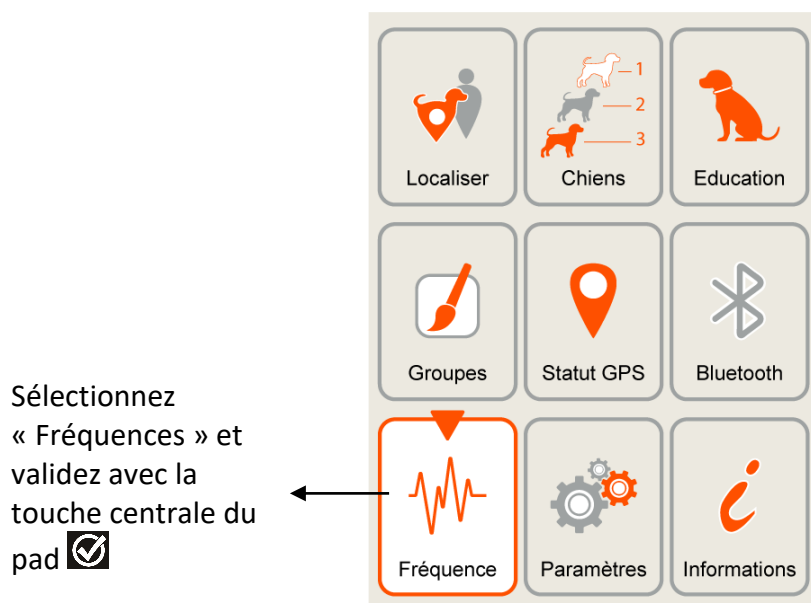 1
2
3
Localiser
Chiens
Education
Groupes
Statut GPS
Bluetooth
Sélectionnez
« Fréquences » et
validez avec la
touche centrale du
pad
Fréquence
Paramètres
Informations